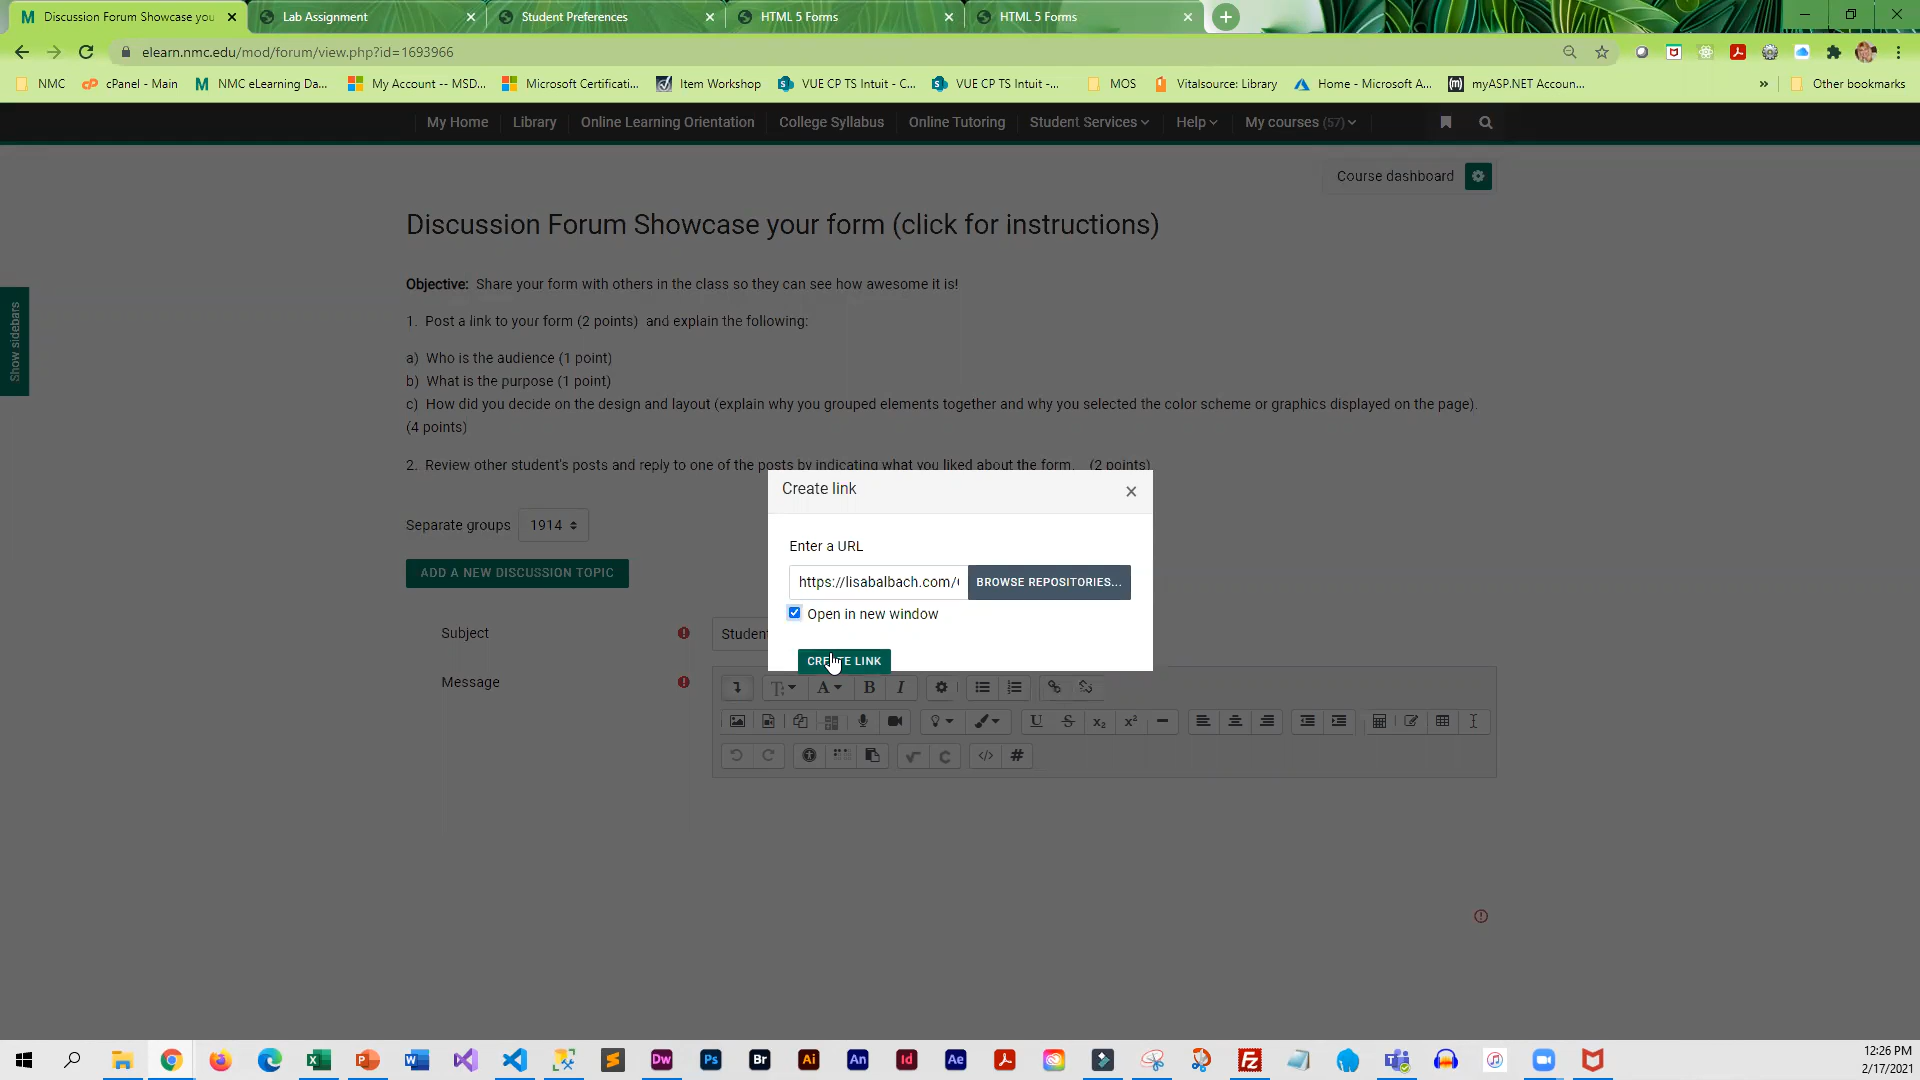 Discussion Forum Showcase you
Lab Assignment
Student Preferences
HTML 5 Forms
HTML 5 Forms
elearn.nmc.edu/mod/forum/view.php?id=1693966
NMC
cPanel - Main
NMC eLearning Da...
My Account -- MSD...
Microsoft Certificati...
Item Workshop
VUE CP TS Intuit - C...
VUE CP TS Intuit -...
MOS
Vitalsource: Library
Home - Microsoft A...
myASP.NET Accoun...
Other bookmarks
My Home
Library
Online Learning Orientation
College Syllabus
Online Tutoring
Student Services
Help
My courses (57)
Course dashboard
Show sidebars
Discussion Forum Showcase your form (click for instructions)
Objective: Share your form with others in the class so they can see how awesome it is!
1. Post a link to your form (2 points) and explain the following:
a) Who is the audience (1 point)
b) What is the purpose (1 point)
c) How did you decide on the design and layout (explain why you grouped elements together and why you selected the color scheme or graphics displayed on the page).
(4 points)
2. Review other student's posts and reply to one of the posts by indicating what you liked about the form. (2 points)
Separate groups 1914
ADD A NEW DISCUSSION TOPIC
Create link
Enter a URL
https://lisabalbach.com/
BROWSE REPOSITORIES...
Open in new window
CREATE LINK
Subject
Student
Message
12:26 PM
2/17/2021